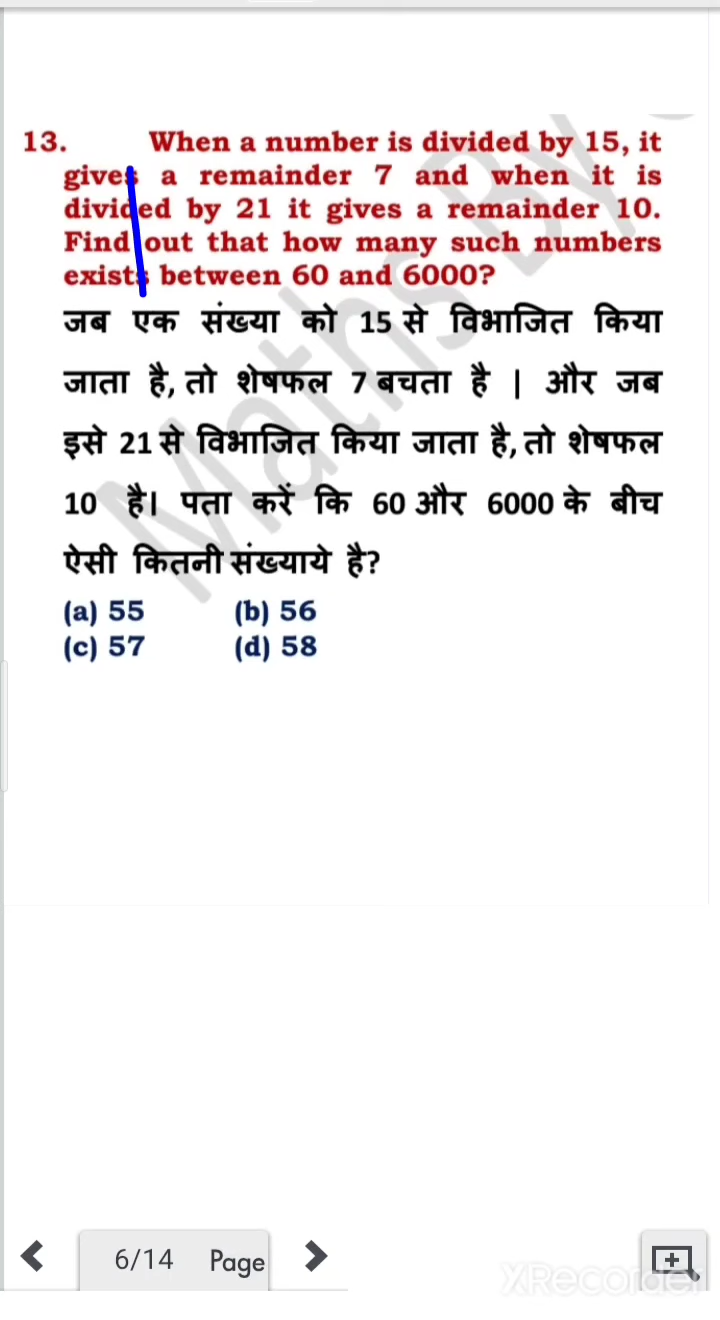 13. When a number is divided by 15, it
gives a remainder 7 and when it is
divided by 21 it gives a remainder 10.
Find out that how many such numbers
exists between 60 and 6000?
जब एक संख्या को 15 से विभाजित किया
जाता है, तो शेषफल 7 बचता है | और जब
इसे 21 से विभाजित किया जाता है, तो शेषफल
10 है। पता करें कि 60 और 6000 के बीच
ऐसी कितनी संख्याये है?
(a) 55 (b) 56
(c) 57 (d) 58
Maths By
6/14 Page
XRecorder